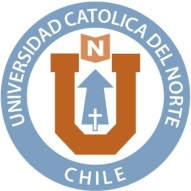 UNIVERSIDAD CATOLICA DEL NORTE
N
U
CHILE